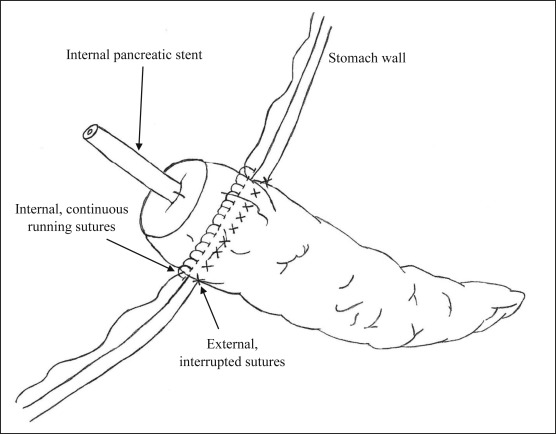 Internal pancreatic stent
Stomach wall
Internal, continuous
running sutures
External,
interrupted sutures